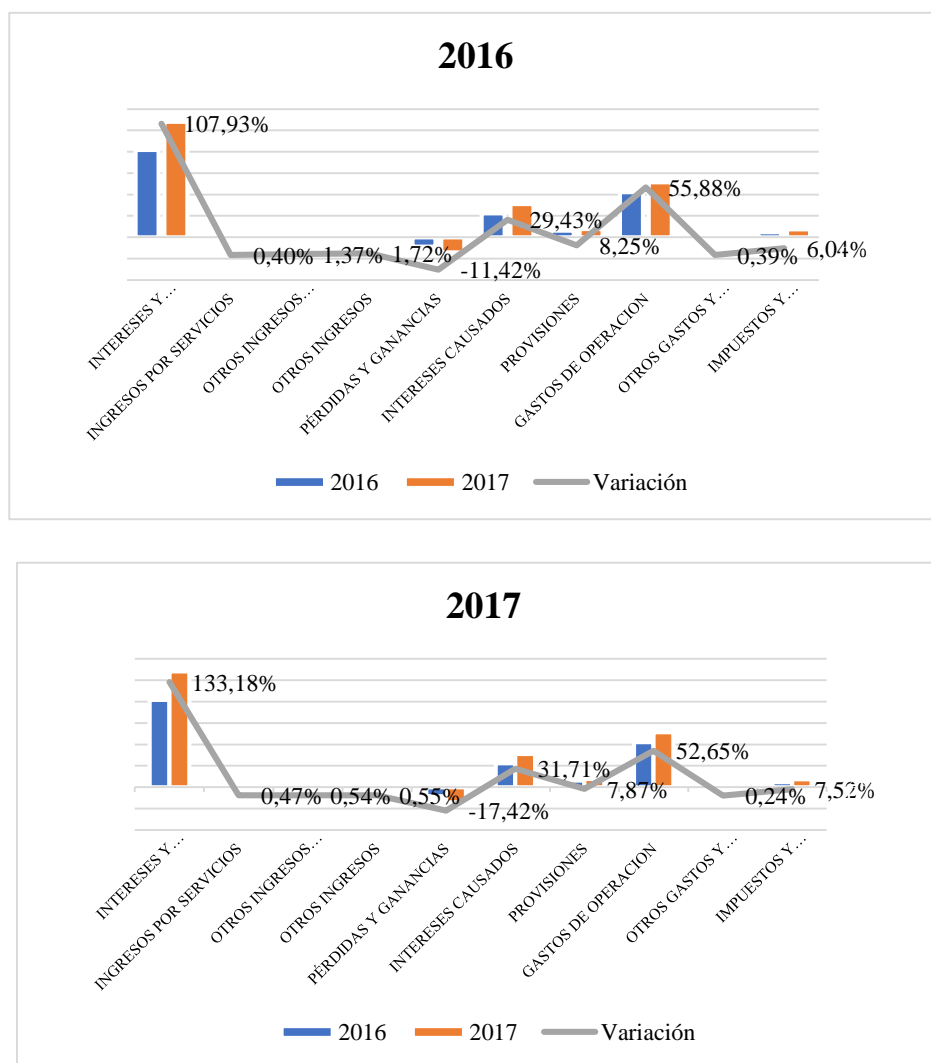 2016
107,93%
0,40%
1,37%
1,72%
-11,42%
29,43%
8,25%
55,88%
0,39%
6,04%
INTERESES Y…
INGRESOS POR SERVICIOS
OTROS INGRESOS…
OTROS INGRESOS
PÉRDIDAS Y GANANCIAS
INTERESES CAUSADOS
PROVISIONES
GASTOS DE OPERACION
OTROS GASTOS Y…
IMPUESTOS Y…
2016 2017 Variación
2017
133,18%
0,47%
0,54%
0,55%
-17,42%
31,71%
7,87%
52,65%
0,24%
7,52%
INTERESES Y…
INGRESOS POR SERVICIOS
OTROS INGRESOS…
OTROS INGRESOS
PÉRDIDAS Y GANANCIAS
INTERESES CAUSADOS
PROVISIONES
GASTOS DE OPERACION
OTROS GASTOS Y…
IMPUESTOS Y…
2016 2017 Variación